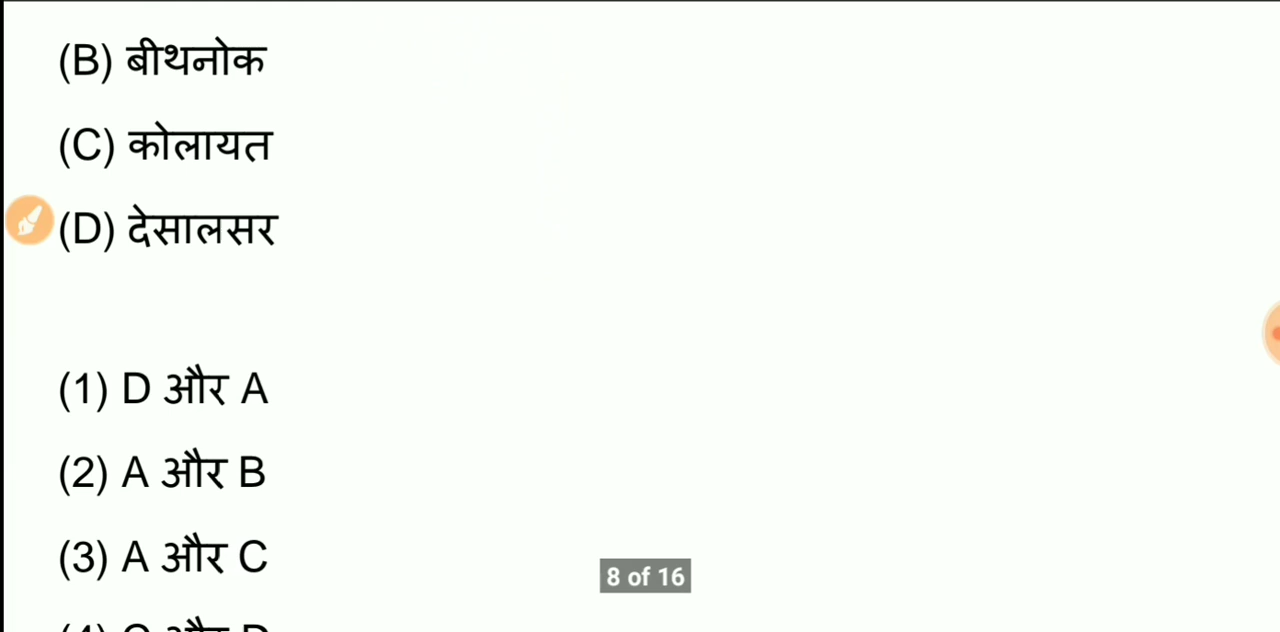 (B) बीथनोक
(C) कोलायत
(D) देसालसर
(1) D और A
(2) A और B
(3) A और C
8 of 16